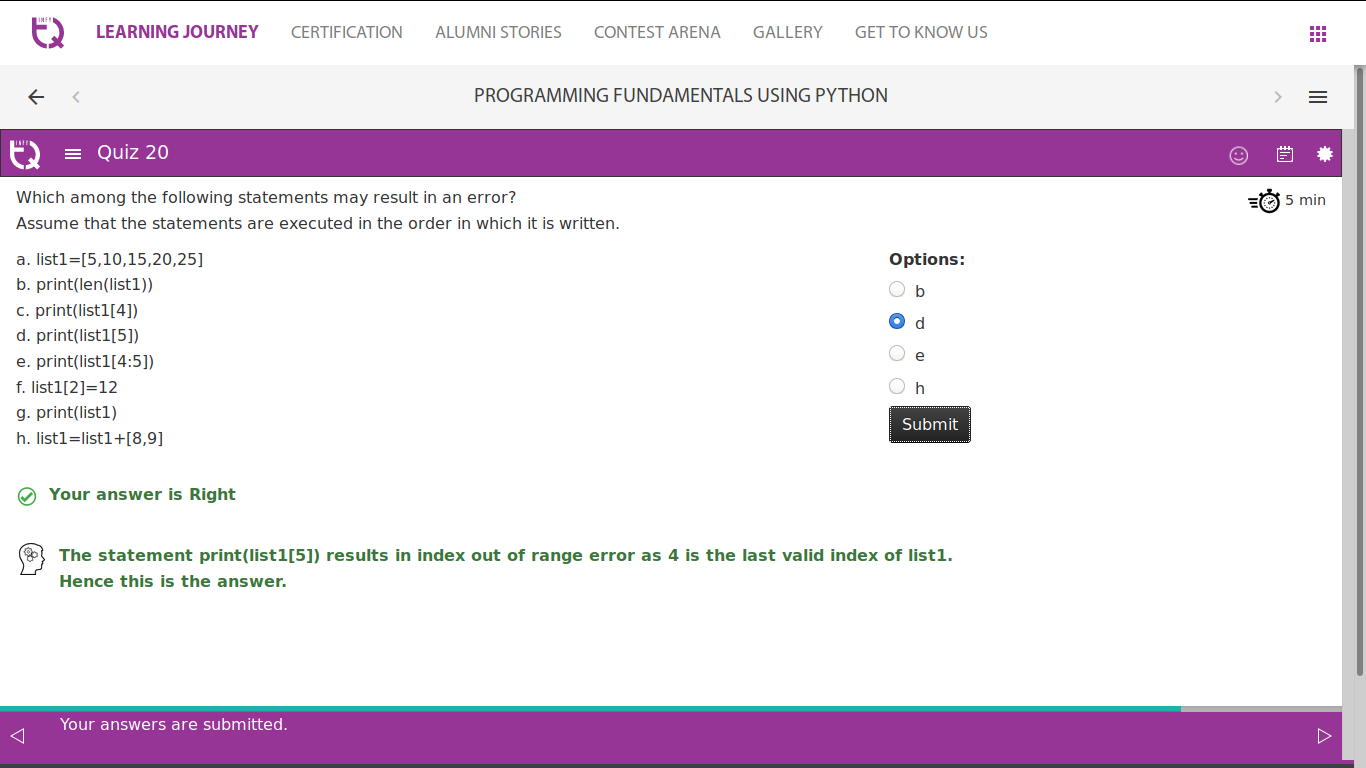 INFY TQ LEARNING JOURNEY CERTIFICATION ALUMNI STORIES CONTEST ARENA GALLERY GET TO KNOW US
PROGRAMMING FUNDAMENTALS USING PYTHON
INFY TQ Quiz 20
Which among the following statements may result in an error?
5 min
Assume that the statements are executed in the order in which it is written.
a. list1=[5,10,15,20,25]
b. print(len(list1))
c. print(list1[4])
d. print(list1[5])
e. print(list1[4:5])
f. list1[2]=12
g. print(list1)
h. list1=list1+[8,9]
Options:
b
d
e
h
Submit
Your answer is Right
The statement print(list1[5]) results in index out of range error as 4 is the last valid index of list1.
Hence this is the answer.
Your answers are submitted.